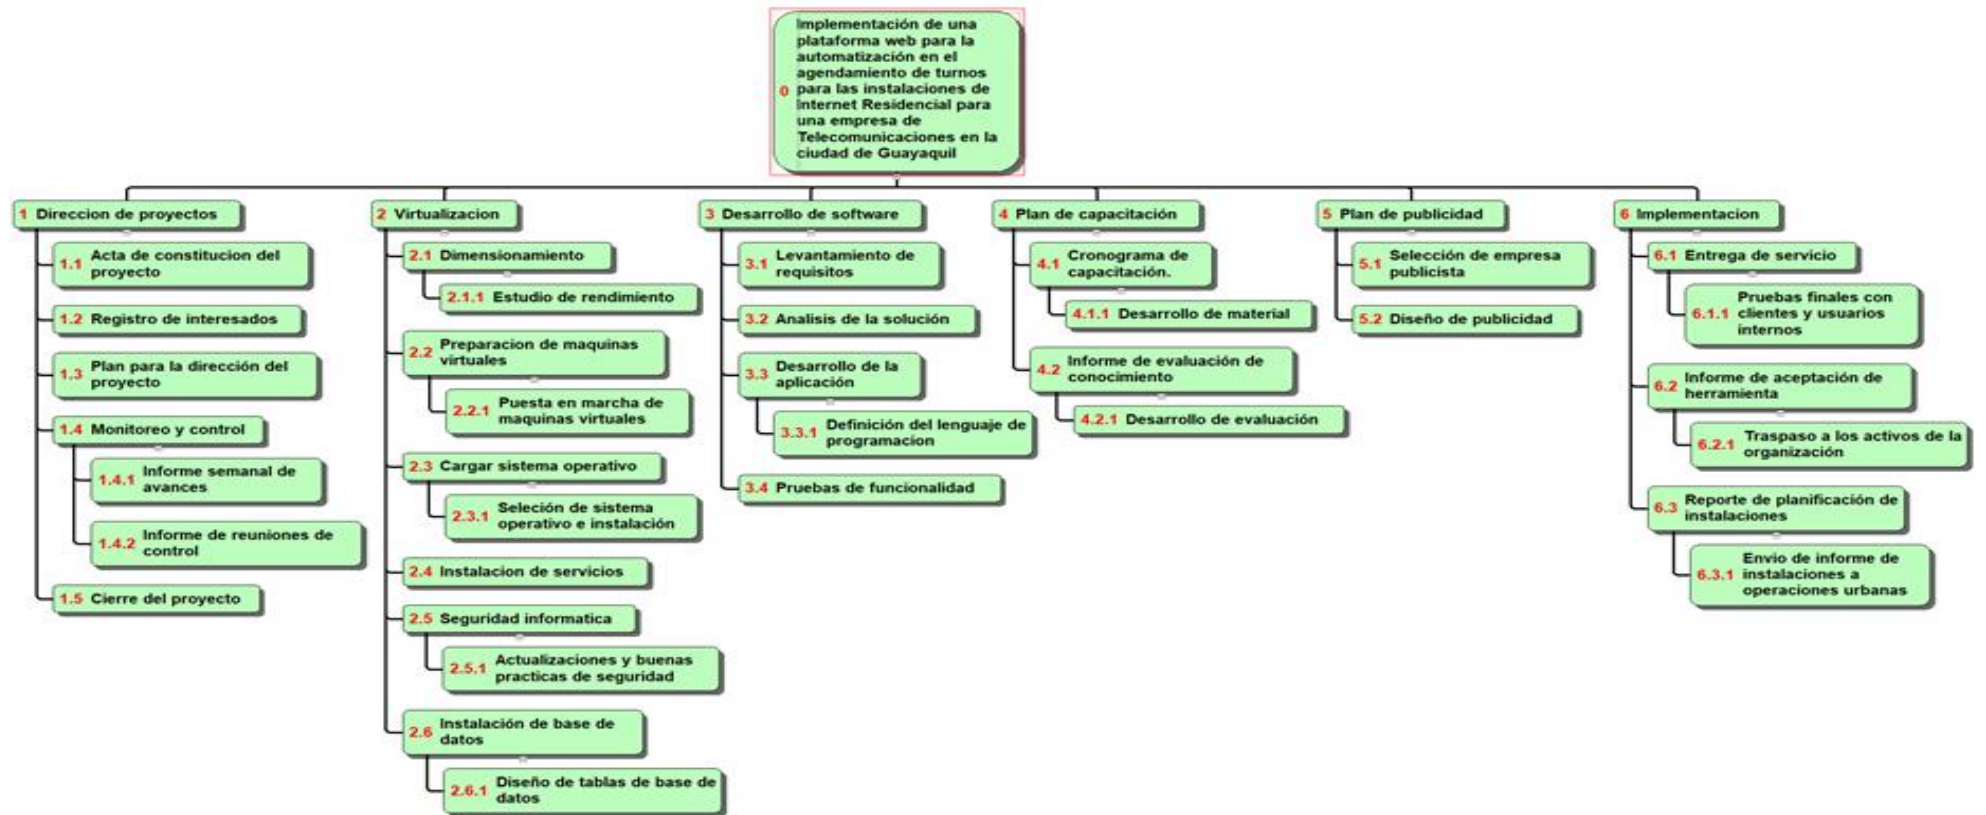 0
Implementación de una
plataforma web para la
automatización en el
agendamiento de turnos
para las instalaciones de
Internet Residencial para
una empresa de
Telecomunicaciones en la
ciudad de Guayaquil
1 Direccion de proyectos
1.1 Acta de constitucion del
proyecto
1.2 Registro de interesados
1.3 Plan para la dirección del
proyecto
1.4 Monitoreo y control
1.4.1 Informe semanal de
avances
1.4.2 Informe de reuniones de
control
1.5 Cierre del proyecto
2 Virtualizacion
2.1 Dimensionamiento
2.1.1 Estudio de rendimiento
2.2 Preparacion de maquinas
virtuales
2.2.1 Puesta en marcha de
maquinas virtuales
2.3 Cargar sistema operativo
2.3.1 Seleción de sistema
operativo e instalación
2.4 Instalacion de servicios
2.5 Seguridad informatica
2.5.1 Actualizaciones y buenas
practicas de seguridad
2.6 Instalación de base de
datos
2.6.1 Diseño de tablas de base de
datos
3 Desarrollo de software
3.1 Levantamiento de
requisitos
3.2 Analisis de la solución
3.3 Desarrollo de la
aplicación
3.3.1 Definición del lenguaje de
programacion
3.4 Pruebas de funcionalidad
4 Plan de capacitación
4.1 Cronograma de
capacitación.
4.1.1 Desarrollo de material
4.2 Informe de evaluación de
conocimiento
4.2.1 Desarrollo de evaluación
5 Plan de publicidad
5.1 Selección de empresa
publicista
5.2 Diseño de publicidad
6 Implementacion
6.1 Entrega de servicio
6.1.1 Pruebas finales con
clientes y usuarios
internos
6.2 Informe de aceptación de
herramienta
6.2.1 Traspaso a los activos de la
organización
6.3 Reporte de planificación de
instalaciones
6.3.1 Envio de informe de
instalaciones a
operaciones urbanas